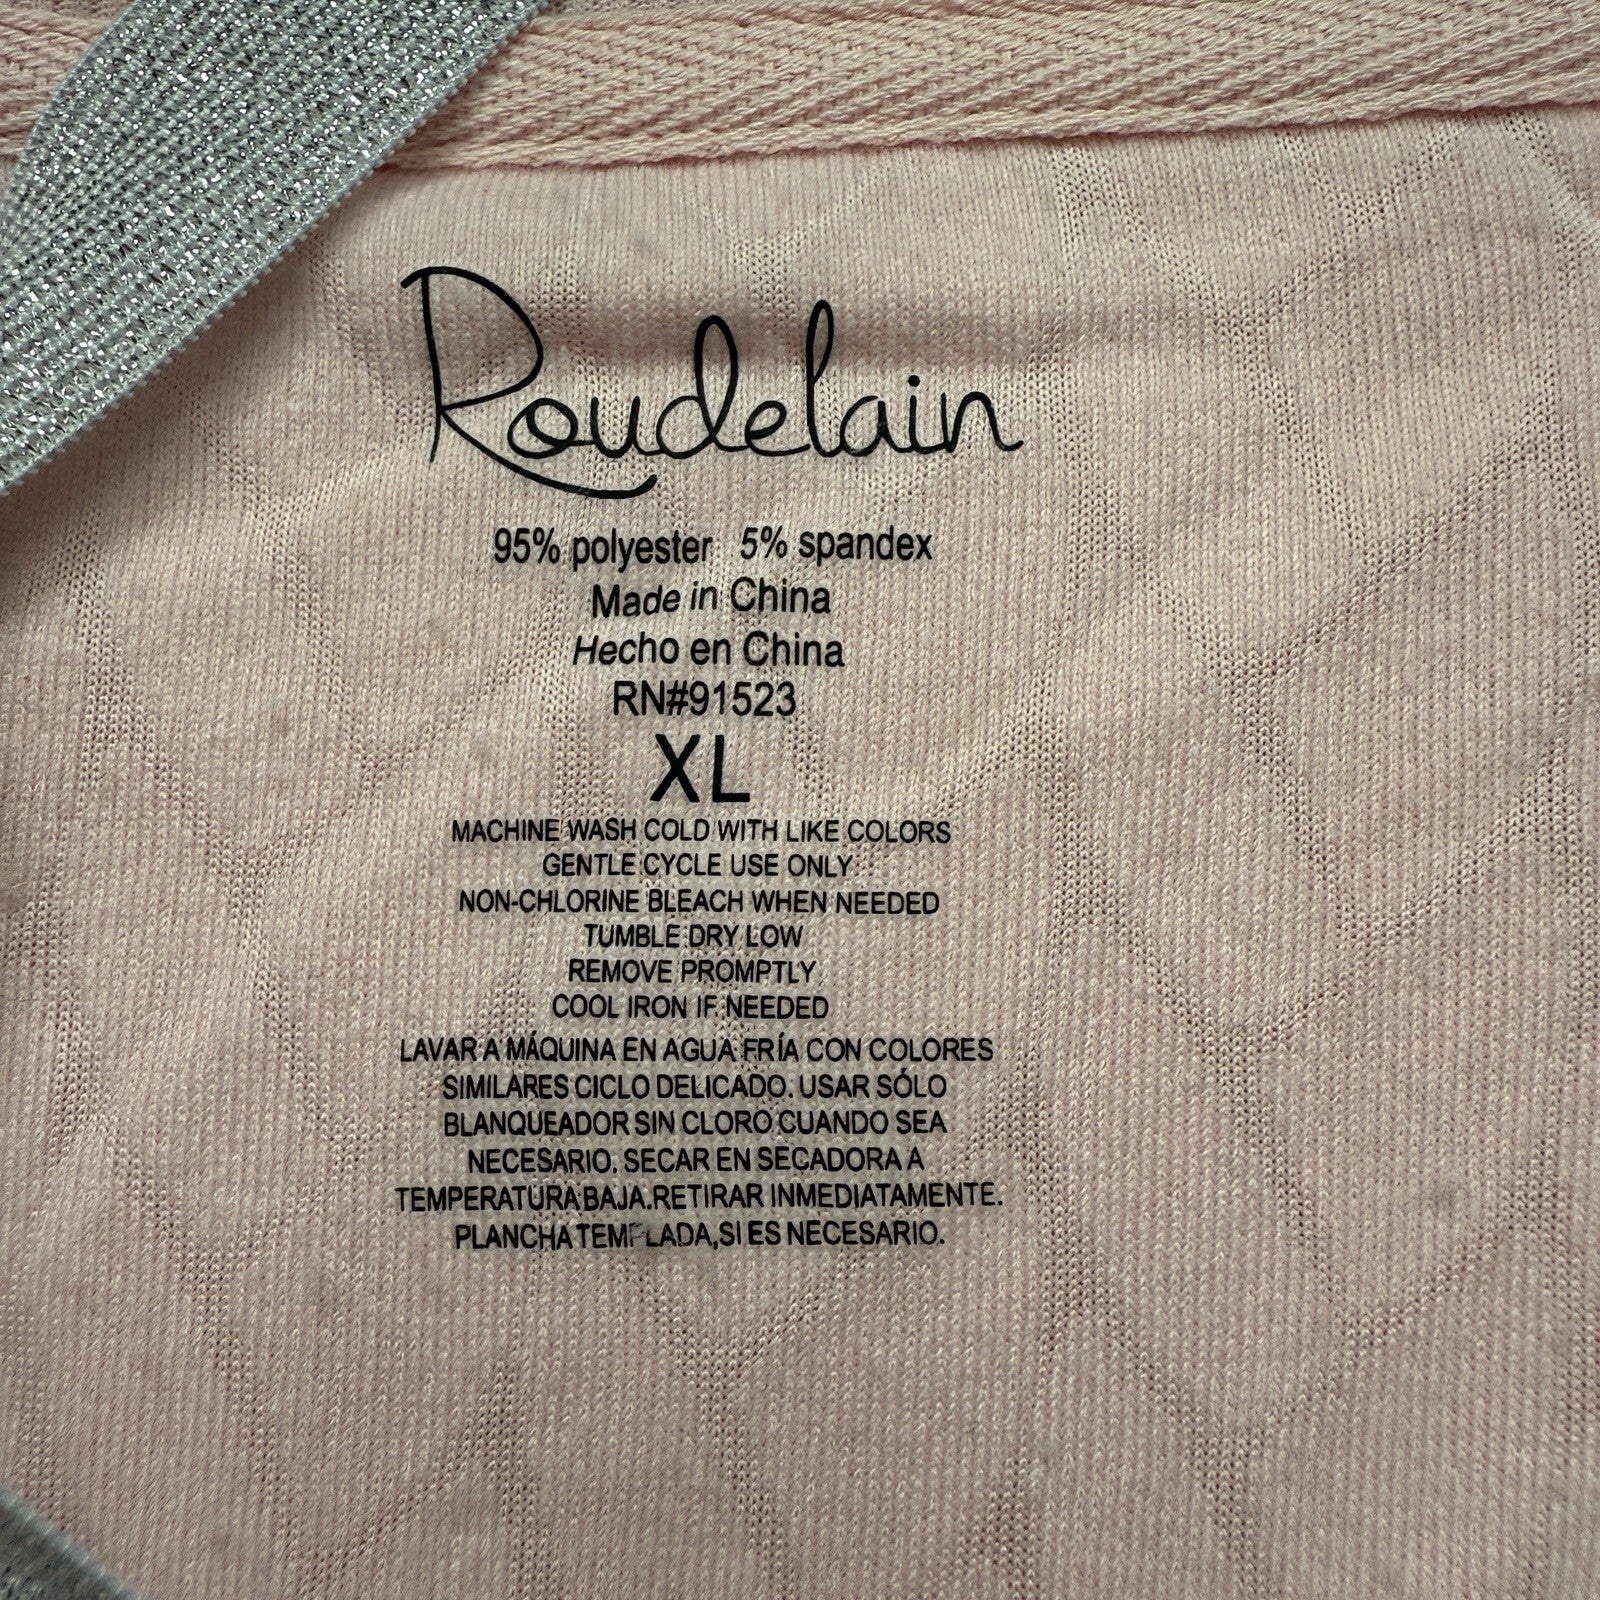 Roudelain
95% polyester 5% spandex
Made in China
Hecho en China
RN#91523
XL
MACHINE WASH COLD WITH LIKE COLORS
GENTLE CYCLE USE ONLY
NON-CHLORINE BLEACH WHEN NEEDED
TUMBLE DRY LOW
REMOVE PROMPTLY
COOL IRON IF NEEDED
LAVAR A MÁQUINA EN AGUA FRÍA CON COLORES
SIMILARES CICLO DELICADO. USAR SÓLO
BLANQUEADOR SIN CLORO CUANDO SEA
NECESARIO. SECAR EN SECADORA A
TEMPERATURA BAJA.RETIRAR INMEDIATAMENTE.
PLANCHA TEMPLADA,SI ES NECESARIO.